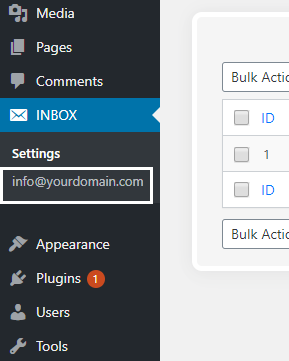 Media
Pages
Comments
INBOX
Settings
info@yourdomain.com
Appearance
Plugins 1
Users
Tools
Bulk Actio
ID
1
ID
Bulk Actio